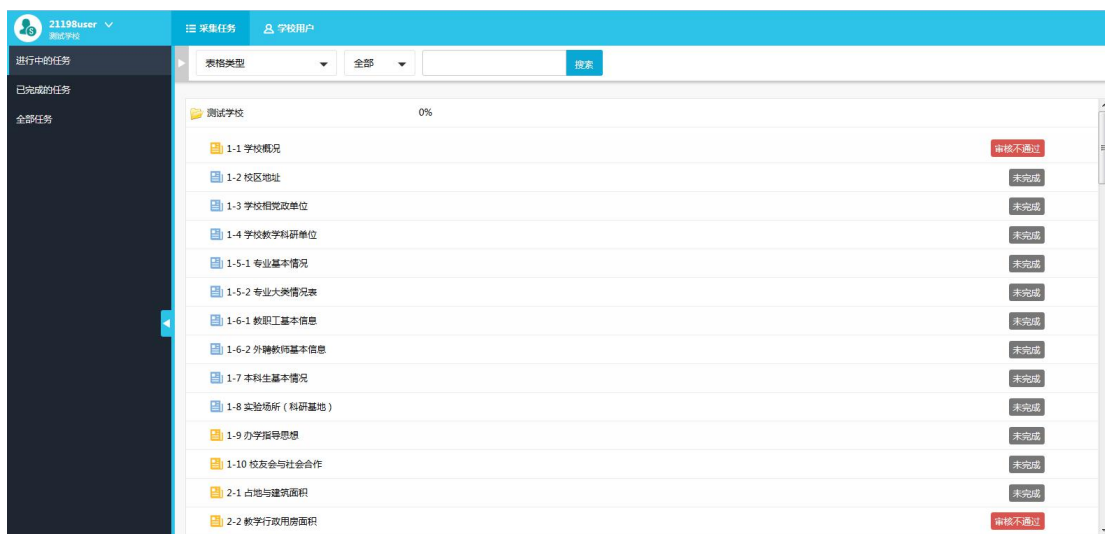 21198user
测试学校
采集任务 学校用户
进行中的任务
已完成的任务
全部任务
表格类型 全部 搜索
测试学校 0%
1-1 学校概况 审核不通过
1-2 校区地址 未完成
1-3 学校相党政单位 未完成
1-4 学校教学科研单位 未完成
1-5-1 专业基本情况 未完成
1-5-2 专业大类情况表 未完成
1-6-1 教职工基本信息 未完成
1-6-2 外聘教师基本信息 未完成
1-7 本科生基本情况 未完成
1-8 实验场所（科研基地） 未完成
1-9 办学指导思想 未完成
1-10 校友会与社会合作 未完成
2-1 占地与建筑面积 未完成
2-2 教学行政用房面积 审核不通过